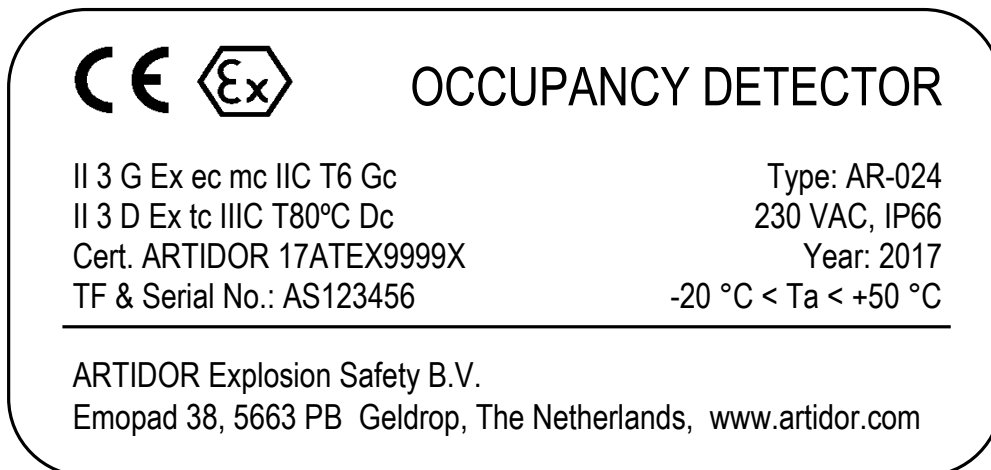 CE Ex OCCUPANCY DETECTOR
II 3 G Ex ec mc IIC T6 Gc Type: AR-024
II 3 D Ex tc IIIC T80ºC Dc 230 VAC, IP66
Cert. ARTIDOR 17ATEX9999X Year: 2017
TF & Serial No.: AS123456 -20 °C < Ta < +50 °C
ARTIDOR Explosion Safety B.V.
Emopad 38, 5663 PB Geldrop, The Netherlands, www.artidor.com